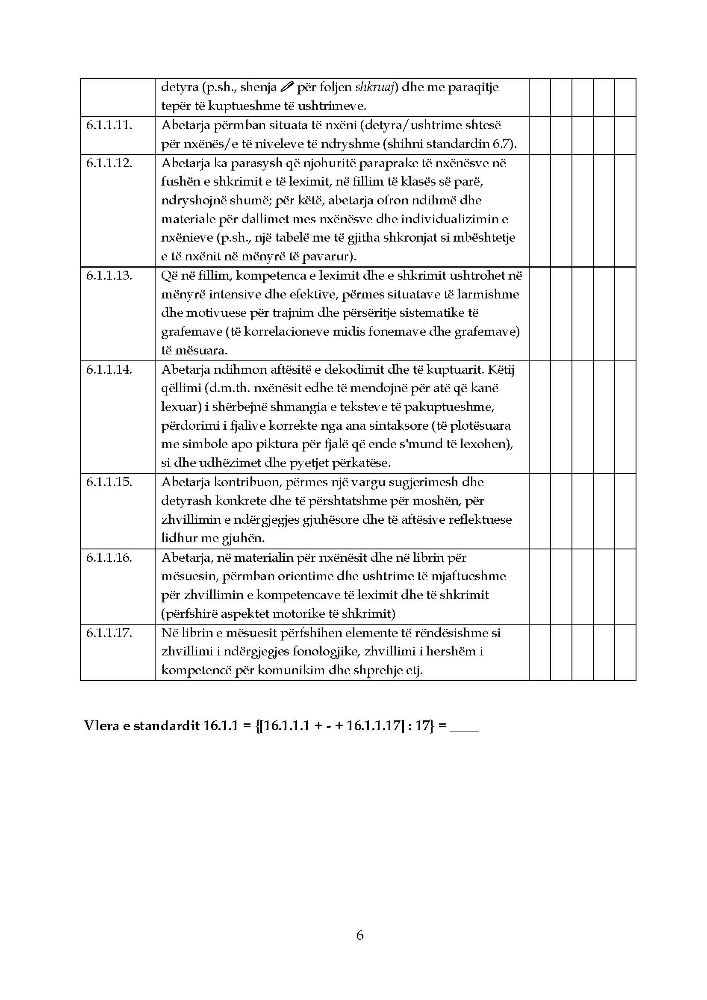 detyra (p.sh., shenja 🖊 për foljen shkruaj) dhe me paraqitje
tepër të kuptueshme të ushtrimeve.
6.1.1.11. Abetarja përmban situata të nxëni (detyra/ushtrime shtesë
për nxënës/e të niveleve të ndryshme (shihni standardin 6.7).
6.1.1.12. Abetarja ka parasysh që njohuritë paraprake të nxënësve në
fushën e shkrimit e të leximit, në fillim të klasës së parë,
ndryshojnë shumë; për këtë, abetarja ofron ndihmë dhe
materiale për dallimet mes nxënësve dhe individualizimin e
nxënieve (p.sh., një tabelë me të gjitha shkronjat si mbështetje
e të nxënit në mënyrë të pavarur).
6.1.1.13. Që në fillim, kompetenca e leximit dhe e shkrimit ushtrohet në
mënyrë intensive dhe efektive, përmes situatave të larmishme
dhe motivuese për trajnim dhe përsëritje sistematike të
grafemave (të korrelacioneve midis fonemave dhe grafemave)
të mësuara.
6.1.1.14. Abetarja ndihmon aftësitë e dekodimit dhe të kuptuarit. Këtij
qëllimi (d.m.th. nxënësit edhe të mendojnë për atë që kanë
lexuar) i shërbejnë shmangia e teksteve të pakuptueshme,
përdorimi i fjalive korrekte nga ana sintaksore (të plotësuara
me simbole apo piktura për fjalë që ende s'mund të lexohen),
si dhe udhëzimet dhe pyetjet përkatëse.
6.1.1.15. Abetarja kontribuon, përmes një vargu sugjerimesh dhe
detyrash konkrete dhe të përshtatshme për moshën, për
zhvillimin e ndërgjegjes gjuhësore dhe të aftësive reflektuese
lidhur me gjuhën.
6.1.1.16. Abetarja, në materialin për nxënësit dhe në librin për
mësuesin, përmban orientime dhe ushtrime të mjaftueshme
për zhvillimin e kompetencave të leximit dhe të shkrimit
(përfshirë aspektet motorike të shkrimit)
6.1.1.17. Në librin e mësuesit përfshihen elemente të rëndësishme si
zhvillimi i ndërgjegjes fonologjike, zhvillimi i hershëm i
kompetencë për komunikim dhe shprehje etj.
Vlera e standardit 16.1.1 = {[16.1.1.1 + - + 16.1.1.17] : 17} = ____
6